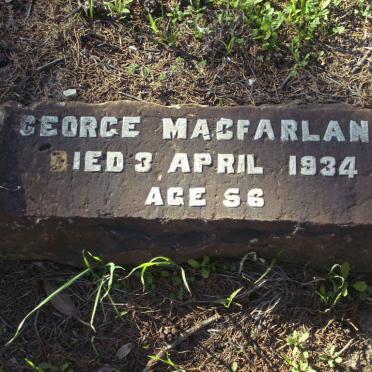 GEORGE MACFARLAN
DIED 3 APRIL 1934
AGE 56